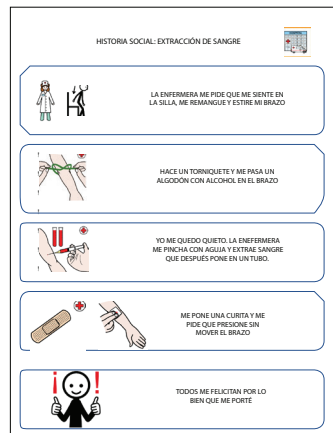 HISTORIA SOCIAL: EXTRACCIÓN DE SANGRE
LA ENFERMERA ME PIDE QUE ME SIENTE EN
LA SILLA, ME REMANGUE Y ESTIRE MI BRAZO
HACE UN TORNIQUETE Y ME PASA UN
ALGODÓN CON ALCOHOL EN EL BRAZO
YO ME QUEDO QUIETO. LA ENEFERMERA
ME PINCHA CON AGUJA Y EXTRAE SANGRE
QUE DESPUÉS PONE EN UN TUBO.
ME PONE UNA CURITA Y ME
PIDE QUE PRESIONE SIN
MOVER EL BRAZO
TODOS ME FELICITAN POR LO
BIEN QUE ME PORTÉ